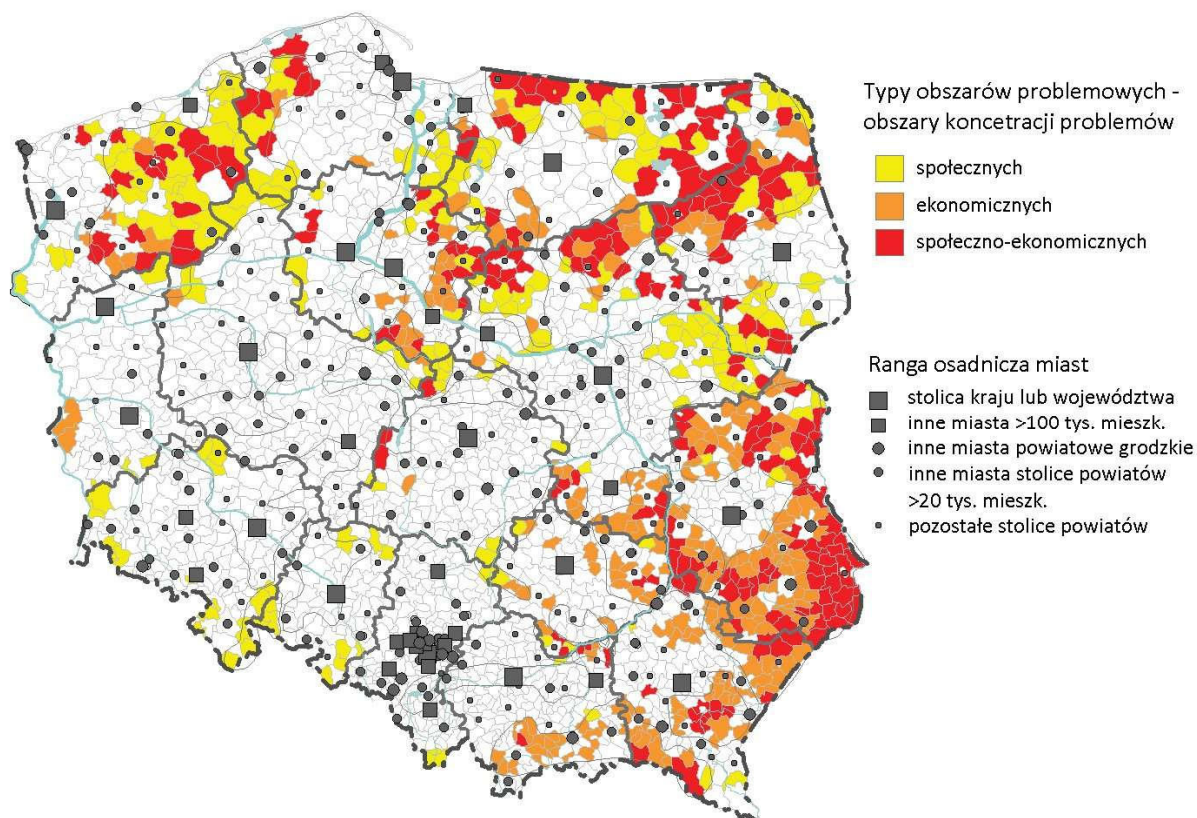 Typy obszarów problemowych -
obszary koncetracji problemów
społecznych
ekonomicznych
społeczno-ekonomicznych
Ranga osadnicza miast
stolica kraju lub województwa
inne miasta >100 tys. mieszk.
inne miasta powiatowe grodzkie
inne miasta stolice powiatów
>20 tys. mieszk.
pozostałe stolice powiatów